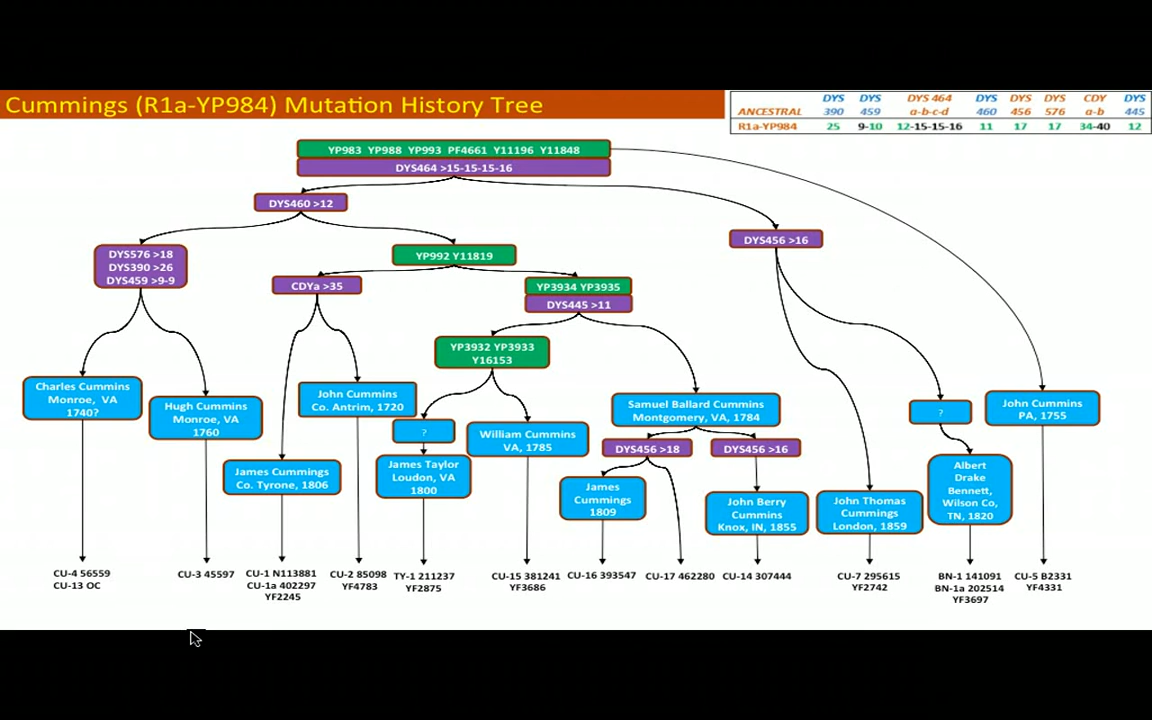 Cummings (R1a-YP984) Mutation History Tree
DYS DYS DYS 464 DYS DYS DYS CDY DYS
ANCESTRAL 390 459 a-b-c-d 460 456 576 a-b 445
R1a-YP984 25 9-10 12-15-15-16 11 17 17 34-40 12
YP983 YP988 YP993 PF4661 Y11196 Y11848
DYS464 >15-15-15-16
DYS460 >12
DYS456 >16
DYS576 >18
DYS390 >26
DYS459 >9-9
YP992 Y11819
CDYa >35
YP3934 YP3935
DYS445 >11
YP3932 YP3933
Y16153
Charles Cummins
Monroe, VA
1740?
Hugh Cummins
Monroe, VA
1760
John Cummins
Co. Antrim, 1720
James Cummings
Co. Tyrone, 1806
?
James Taylor
Loudon, VA
1800
William Cummins
VA, 1785
Samuel Ballard Cummins
Montgomery, VA, 1784
DYS456 >18
DYS456 >16
James
Cummings
1809
John Berry
Cummins
Knox, IN, 1855
John Thomas
Cummings
London, 1859
?
Albert
Drake
Bennett,
Wilson Co,
TN, 1820
John Cummins
PA, 1755
CU-4 56559
CU-13 OC
CU-3 45597
CU-1 N113881
CU-1a 402297
YF2245
CU-2 85098
YF4783
TY-1 211237
YF2875
CU-15 381241
YF3686
CU-16 393547
CU-17 462280
CU-14 307444
CU-7 295615
YF2742
BN-1 141091
BN-1a 202514
YF3697
CU-5 B2331
YF4331